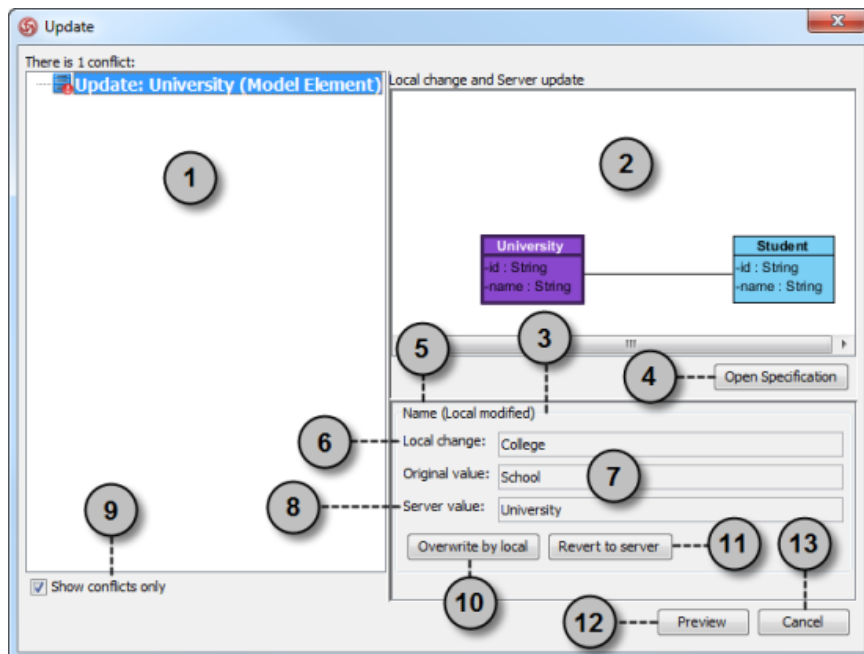 Update
There is 1 conflict:
Update: University (Model Element)
Local change and Server update
1
2
University
-id : String
-name : String
Student
-id : String
-name : String
3
5
4
Open Specification
Name (Local modified)
6
Local change:
College
Original value:
School
7
8
Server value:
University
9
Overwrite by local
Revert to server
11
13
Show conflicts only
10
12
Preview
Cancel